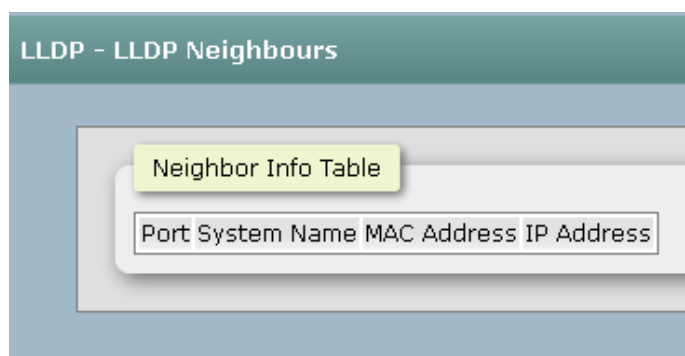 LLDP - LLDP Neighbours
Neighbor Info Table
Port System Name MAC Address IP Address